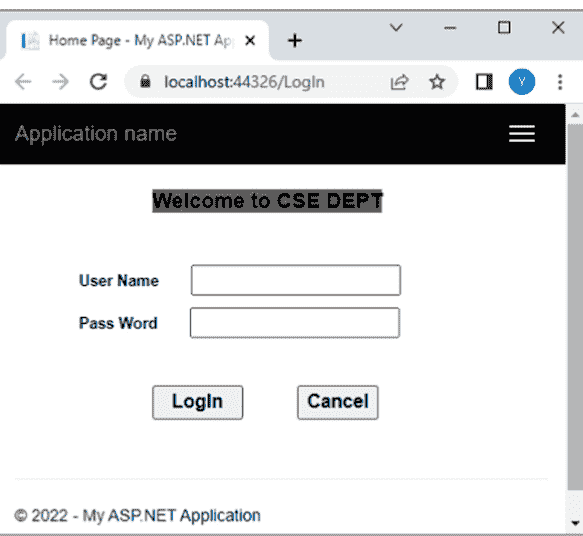 Home Page - My ASP.NET Ap
localhost:44326/LogIn
Y
Application name
Welcome to CSE DEPT
User Name
Pass Word
LogIn Cancel
© 2022 - My ASP.NET Application